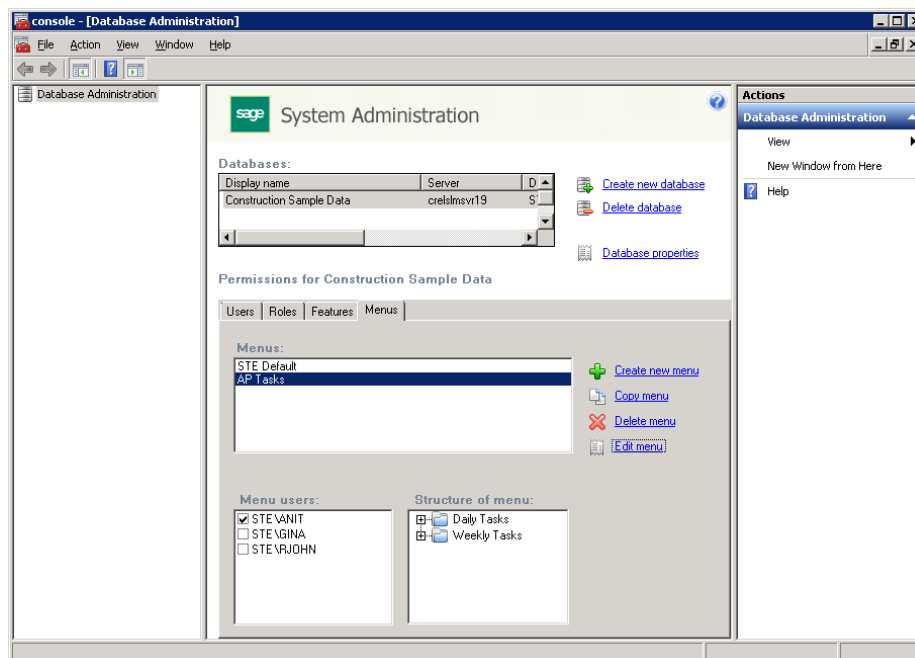 console - [Database Administration]
File Action View Window Help
Database Administration
sage System Administration
Databases:
Display name Server D
Construction Sample Data crelslmsvr19
Create new database
Delete database
Database properties
Permissions for Construction Sample Data
Users Roles Features Menus
Menus:
STE Default
AP Tasks
Create new menu
Copy menu
Delete menu
Edit menu
Menu users:
STE\ANIT
STE\GINA
STE\RJOHN
Structure of menu:
Daily Tasks
Weekly Tasks
Actions
Database Administration
View
New Window from Here
Help